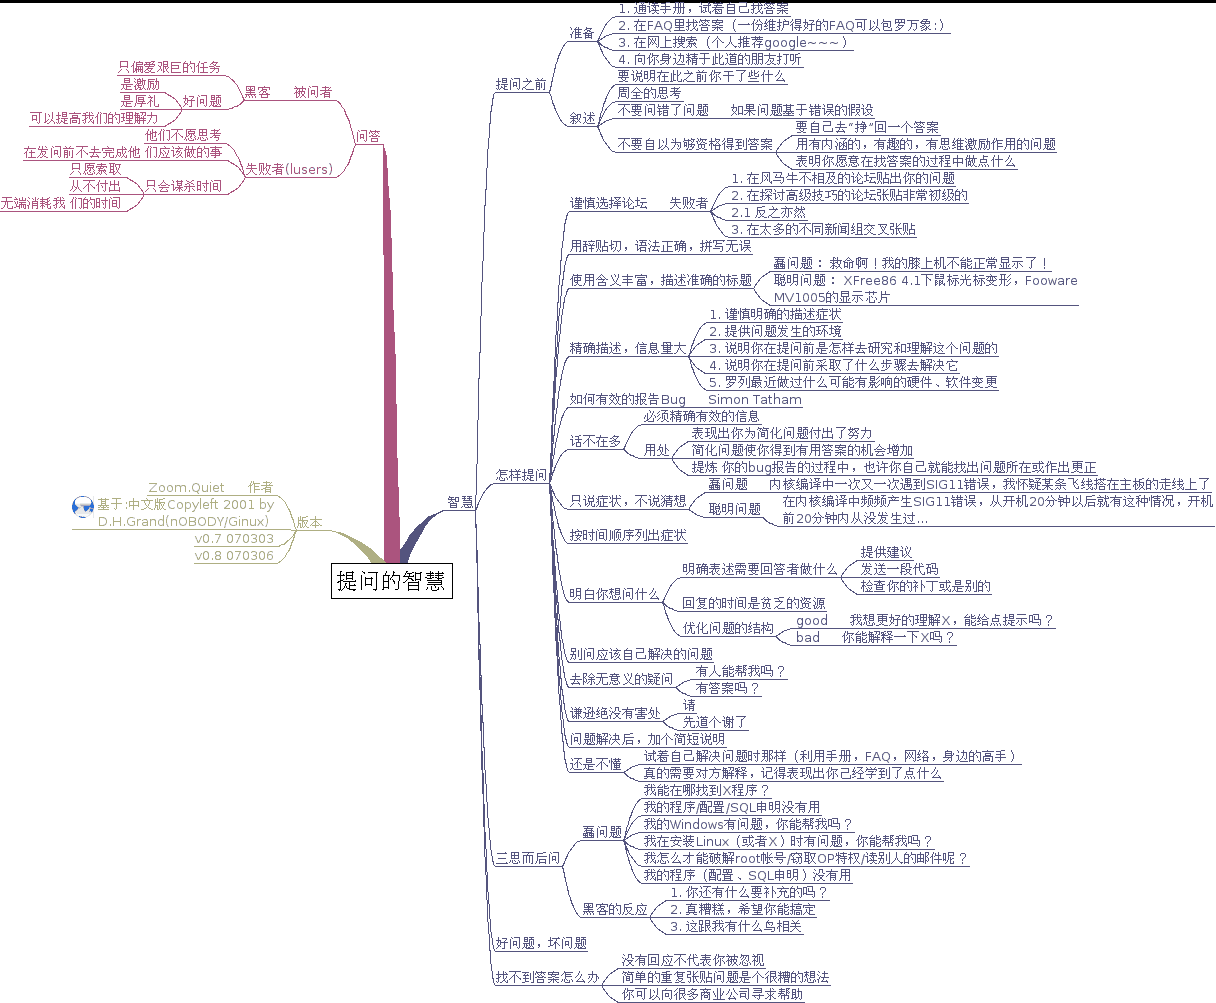 提问的智慧
问答
被问者
黑客
只偏爱艰巨的任务
好问题
是激励
是厚礼
可以提高我们的理解力
失败者(lusers)
他们不愿思考
在发问前不去完成他 们应该做的事
只会谋杀时间
只愿索取
从不付出
无端消耗我 们的时间
版本
作者
Zoom.Quiet
基于:中文版Copyleft 2001 by
D.H.Grand(nOBODY/Ginux)
v0.7 070303
v0.8 070306
智慧
提问之前
准备
1. 通读手册，试着自己找答案
2. 在FAQ里找答案（一份维护得好的FAQ可以包罗万象:）
3. 在网上搜索（个人推荐google~~~）
4. 向你身边精于此道的朋友打听
叙述
要说明在此之前你干了些什么
周全的思考
不要问错了问题
如果问题基于错误的假设
不要自以为够资格得到答案
要自己去”挣”回一个答案
用有内涵的，有趣的，有思维激励作用的问题
表明你愿意在找答案的过程中做点什么
怎样提问
谨慎选择论坛
失败者
1. 在风马牛不相及的论坛贴出你的问题
2. 在探讨高级技巧的论坛张贴非常初级的
2.1 反之亦然
3. 在太多的不同新闻组交叉张贴
用辞贴切，语法正确，拼写无误
使用含义丰富，描述准确的标题
蠢问题： 救命啊！我的膝上机不能正常显示了！
聪明问题： XFree86 4.1下鼠标光标变形，Fooware
MV1005的显示芯片
精确描述，信息量大
1. 谨慎明确的描述症状
2. 提供问题发生的环境
3. 说明你在提问前是怎样去研究和理解这个问题的
4. 说明你在提问前采取了什么步骤去解决它
5. 罗列最近做过什么可能有影响的硬件、软件变更
如何有效的报告Bug
Simon Tatham
话不在多
必须精确有效的信息
用处
表现出你为简化问题付出了努力
简化问题使你得到有用答案的机会增加
提炼 你的bug报告的过程中，也许你自己就能找出问题所在或作出更正
只说症状，不说猜想
蠢问题
内核编译中一次又一次遇到SIG11错误，我怀疑某条飞线搭在主板的走线上了
聪明问题
在内核编译中频频产生SIG11错误，从开机20分钟以后就有这种情况，开机
前20分钟内从没发生过...
按时间顺序列出症状
明白你想问什么
明确表述需要回答者做什么
提供建议
发送一段代码
检查你的补丁或是别的
回复的时间是贫乏的资源
优化问题的结构
good
我想更好的理解X，能给点提示吗？
bad
你能解释一下X吗？
别问应该自己解决的问题
去除无意义的疑问
有人能帮我吗？
有答案吗？
谦逊绝没有害处
请
先道个谢了
问题解决后，加个简短说明
还是不懂
试着自己解决问题时那样（利用手册，FAQ，网络，身边的高手）
真的需要对方解释，记得表现出你己经学到了点什么
三思而后问
蠢问题
我能在哪找到X程序？
我的程序/配置/SQL申明没有用
我的Windows有问题，你能帮我吗？
我在安装Linux（或者X）时有问题，你能帮我吗？
我怎么才能破解root帐号/窃取OP特权/读别人的邮件呢？
我的程序（配置、SQL申明）没有用
黑客的反应
1. 你还有什么要补充的吗？
2. 真糟糕，希望你能搞定
3. 这跟我有什么鸟相关
好问题，坏问题
找不到答案怎么办
没有回应不代表你被忽视
简单的重复张贴问题是个很糟的想法
你可以向很多商业公司寻求帮助